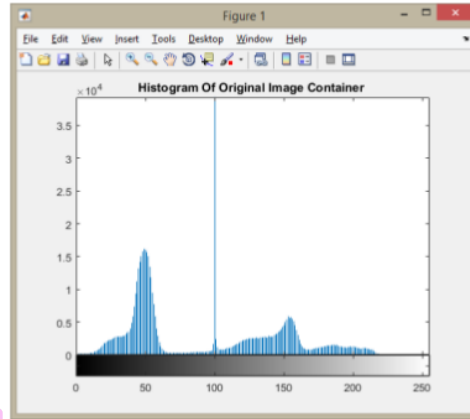 Figure 1
File Edit View Insert Tools Desktop Window Help
Histogram Of Original Image Container
×10⁴
3.5
3
2.5
2
1.5
1
0.5
0
0 50 100 150 200 250